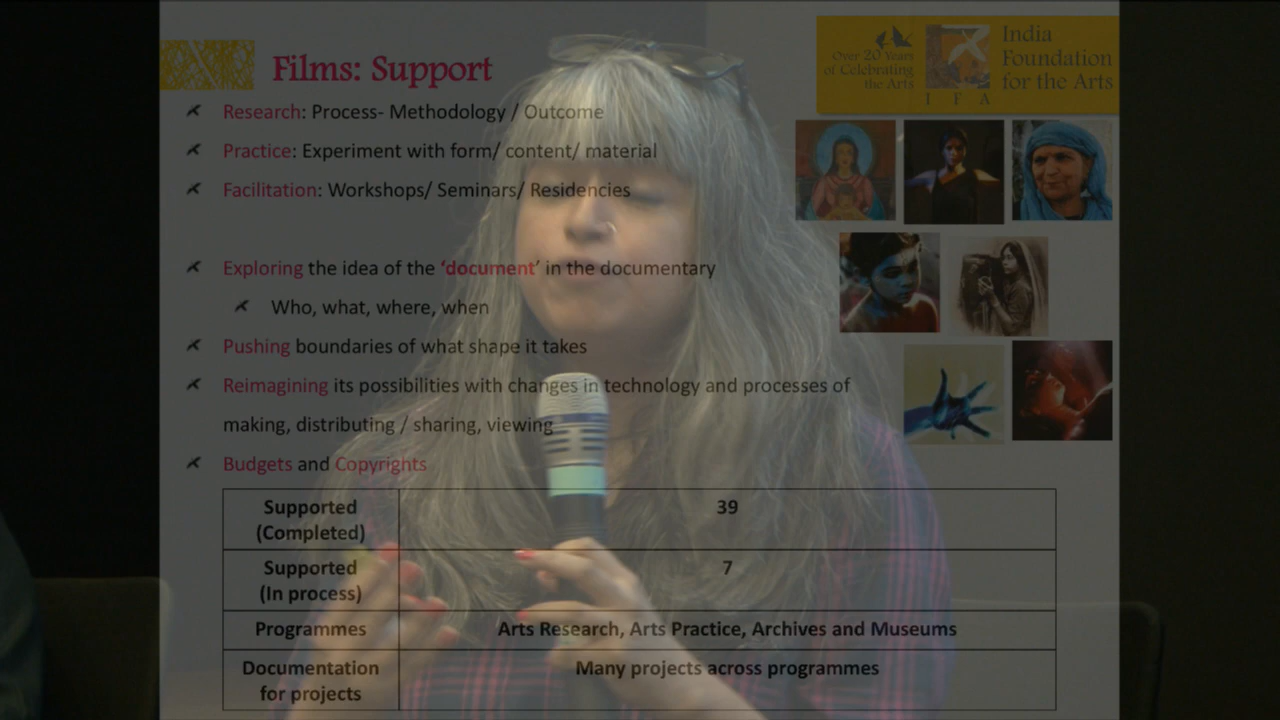 Films: Support
Over 20 Years
of Celebrating
the Arts
I F A
India
Foundation
for the Arts
Research: Process- Methodology / Outcome
Practice: Experiment with form/ content/ material
Facilitation: Workshops/ Seminars/ Residencies
Exploring the idea of the ‘document’ in the documentary
Who, what, where, when
Pushing boundaries of what shape it takes
Reimagining its possibilities with changes in technology and processes of
making, distributing / sharing, viewing
Budgets and Copyrights
Supported
(Completed)
39
Supported
(In process)
7
Programmes
Arts Research, Arts Practice, Archives and Museums
Documentation
for projects
Many projects across programmes